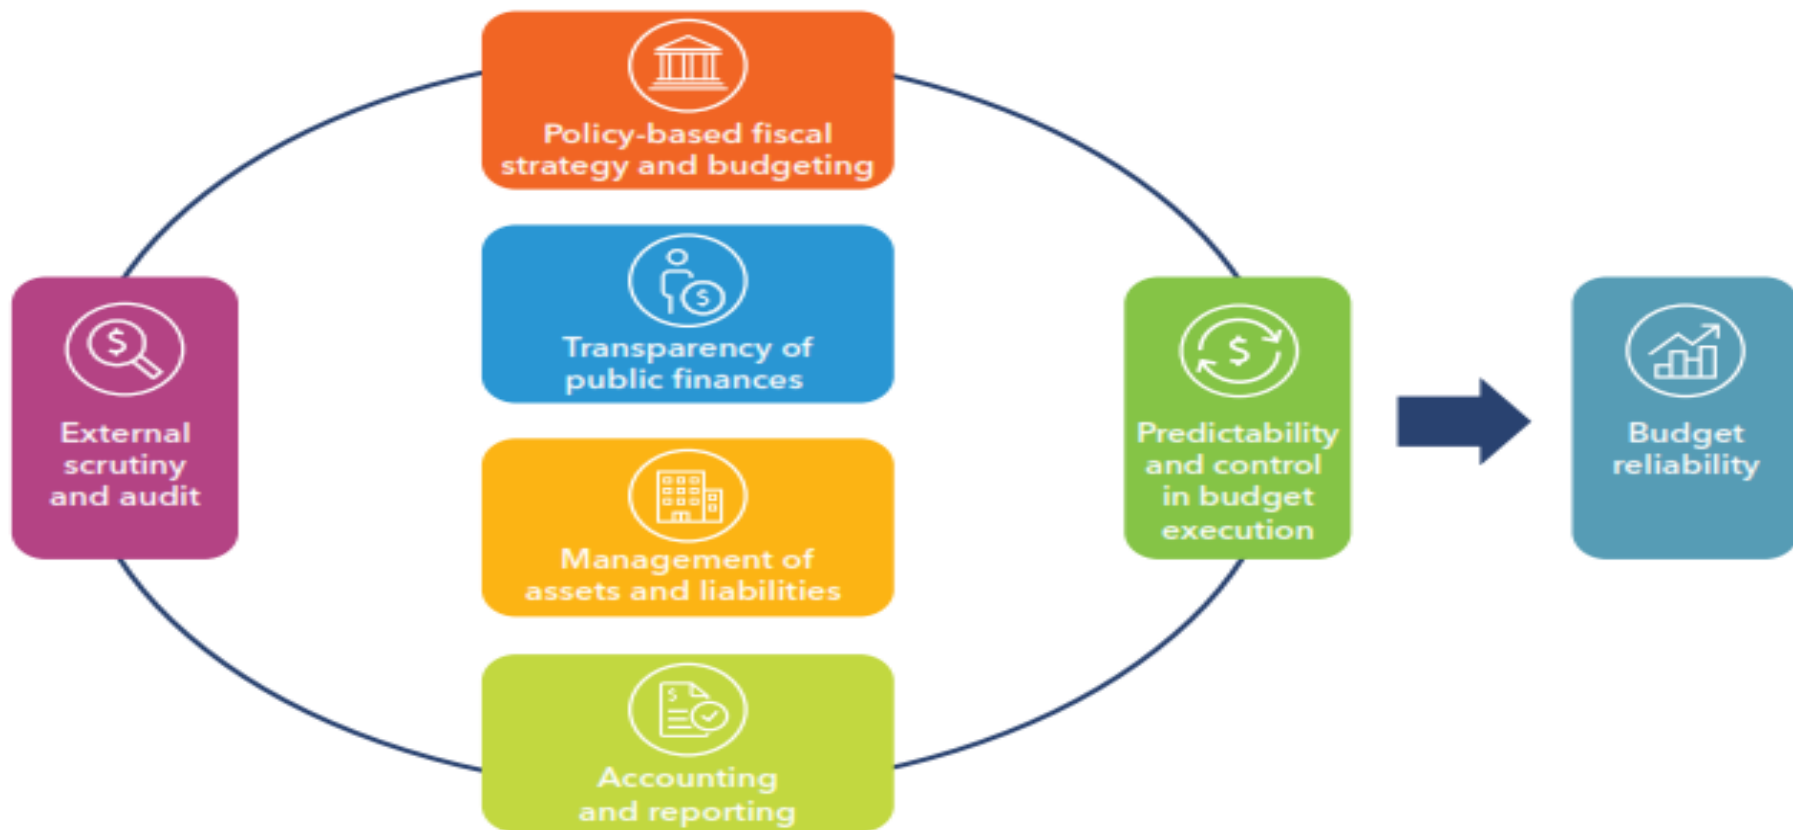 Policy-based fiscal
strategy and budgeting
$
Transparency of
public finances
$
External
scrutiny
and audit
$
Predictability
and control
in budget
execution
Budget
reliability
Management of
assets and liabilities
$
Accounting
and reporting